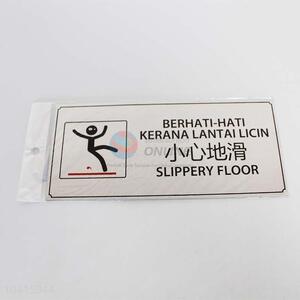 BERHATI-HATI
KERANA LANTAI LICIN
小心地滑
SLIPPERY FLOOR